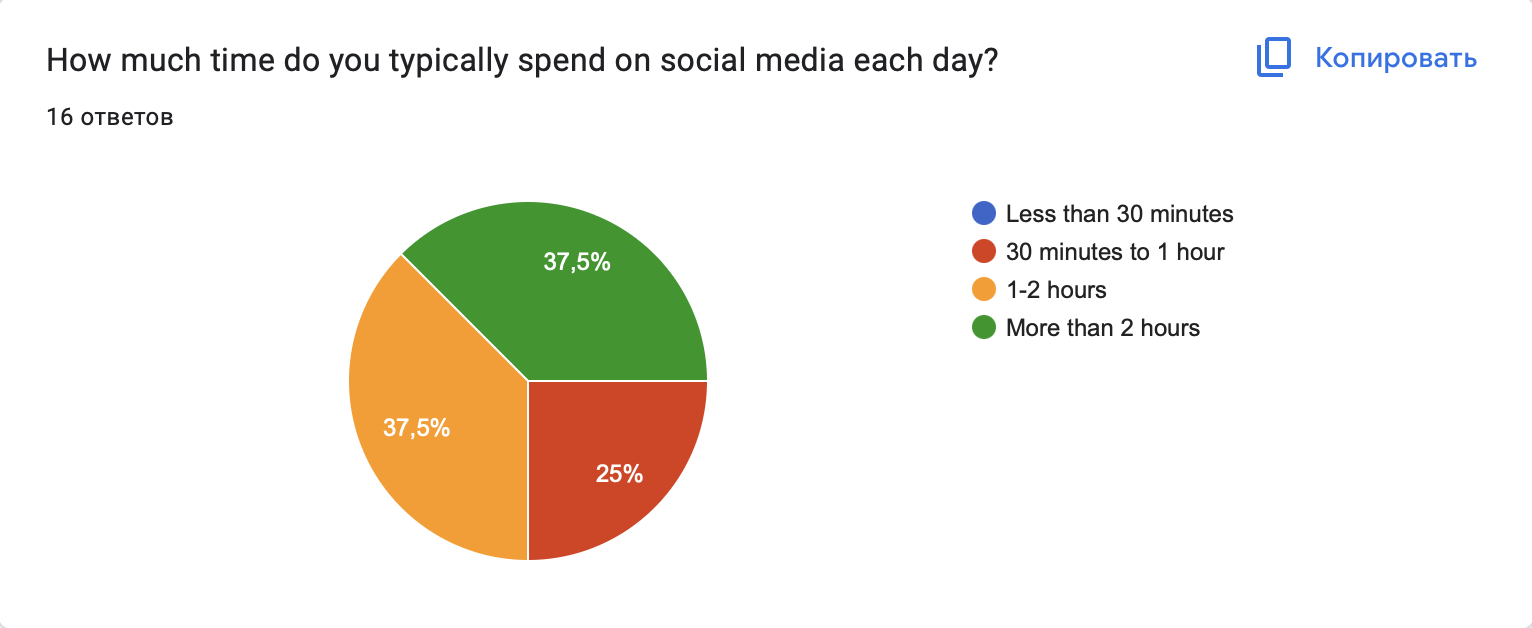 How much time do you typically spend on social media each day?
Копировать
16 ответов
37,5%
37,5%
25%
Less than 30 minutes
30 minutes to 1 hour
1-2 hours
More than 2 hours